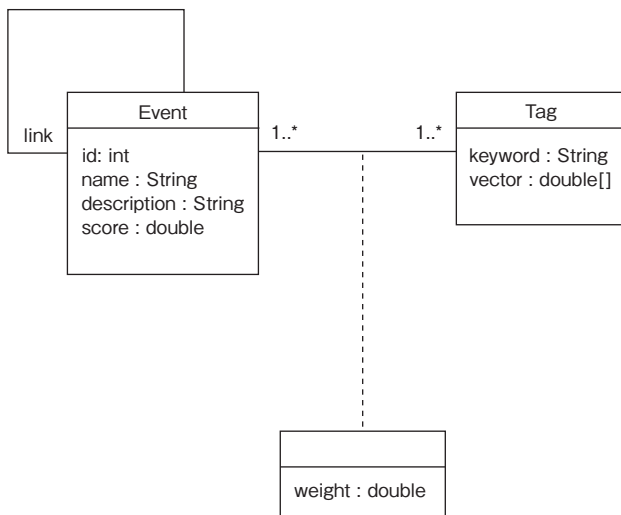 Event
link
id: int
name : String
description : String
score : double
1..*
1..*
Tag
keyword : String
vector : double[]
weight : double